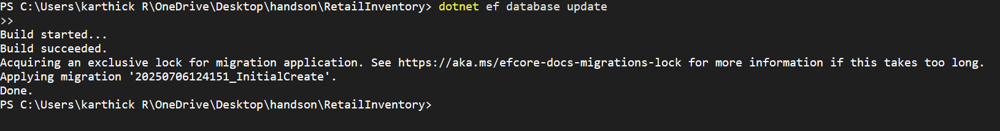 PS C:\Users\karthick R\OneDrive\Desktop\handson\RetailInventory> dotnet ef database update
>>
Build started...
Build succeeded.
Acquiring an exclusive lock for migration application. See https://aka.ms/efcore-docs-migrations-lock for more information if this takes too long.
Applying migration '20250706124151_InitialCreate'.
Done.
PS C:\Users\karthick R\OneDrive\Desktop\handson\RetailInventory>